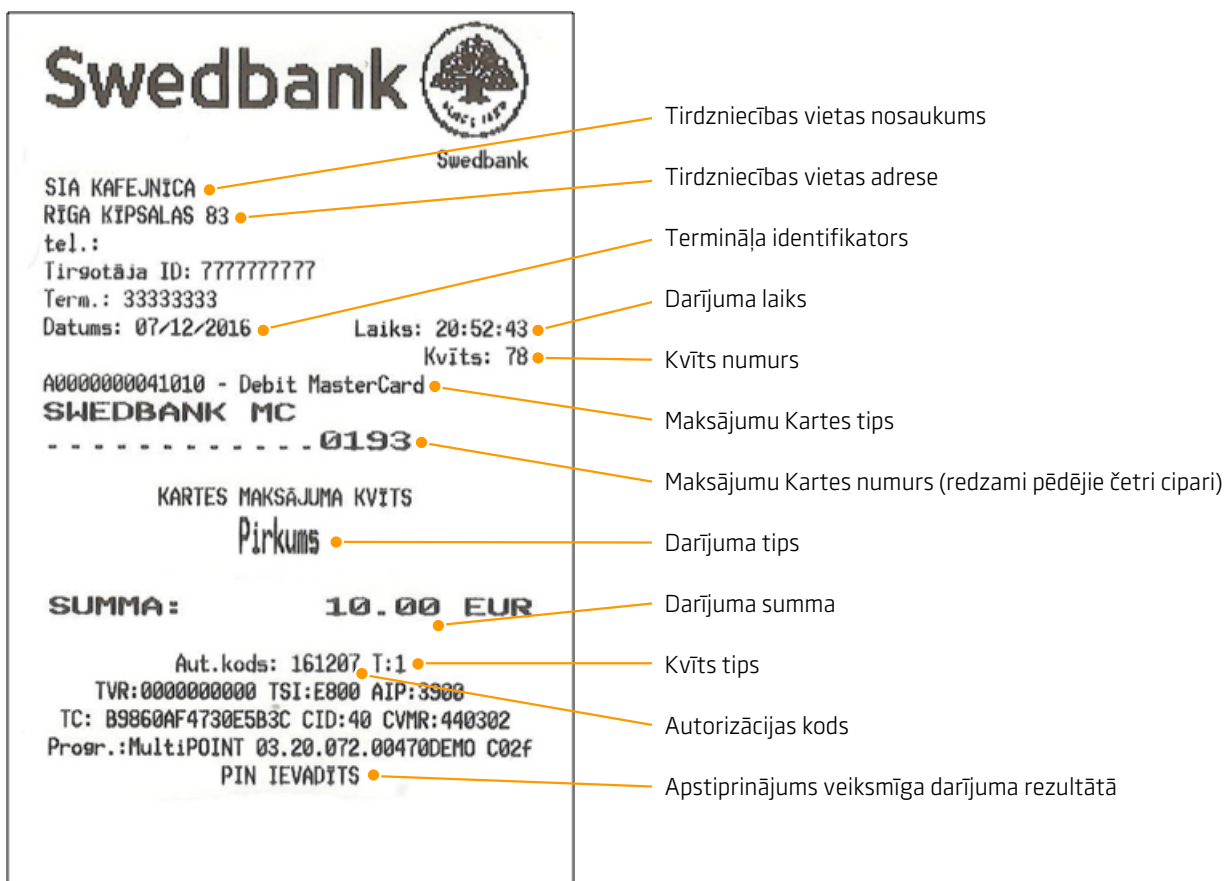 Swedbank
SINCE 1820
Swedbank
SIA KAFEJNĪCA
RĪGA ĶĪPSALAS 83
tel.:
Tirgotāja ID: 7777777777
Term.: 33333333
Datums: 07/12/2016 Laiks: 20:52:43
Kvīts: 78
A0000000041010 - Debit MasterCard
SWEDBANK MC
............0193
KARTES MAKSĀJUMA KVĪTS
Pirkums
SUMMA: 10.00 EUR
Aut.kods: 161207 T:1
TVR:0000000000 TSI:E800 AIP:3900
TC: B9860AF4730E5B3C CID:40 CVMR:440302
Progr.:MultiPOINT 03.20.072.00470DEMO C02f
PIN IEVADĪTS
Tirdzniecības vietas nosaukums
Tirdzniecības vietas adrese
Termināļa identifikators
Darījuma laiks
Kvīts numurs
Maksājumu Kartes tips
Maksājumu Kartes numurs (redzami pēdējie četri cipari)
Darījuma tips
Darījuma summa
Kvīts tips
Autorizācijas kods
Apstiprinājums veiksmīga darījuma rezultātā